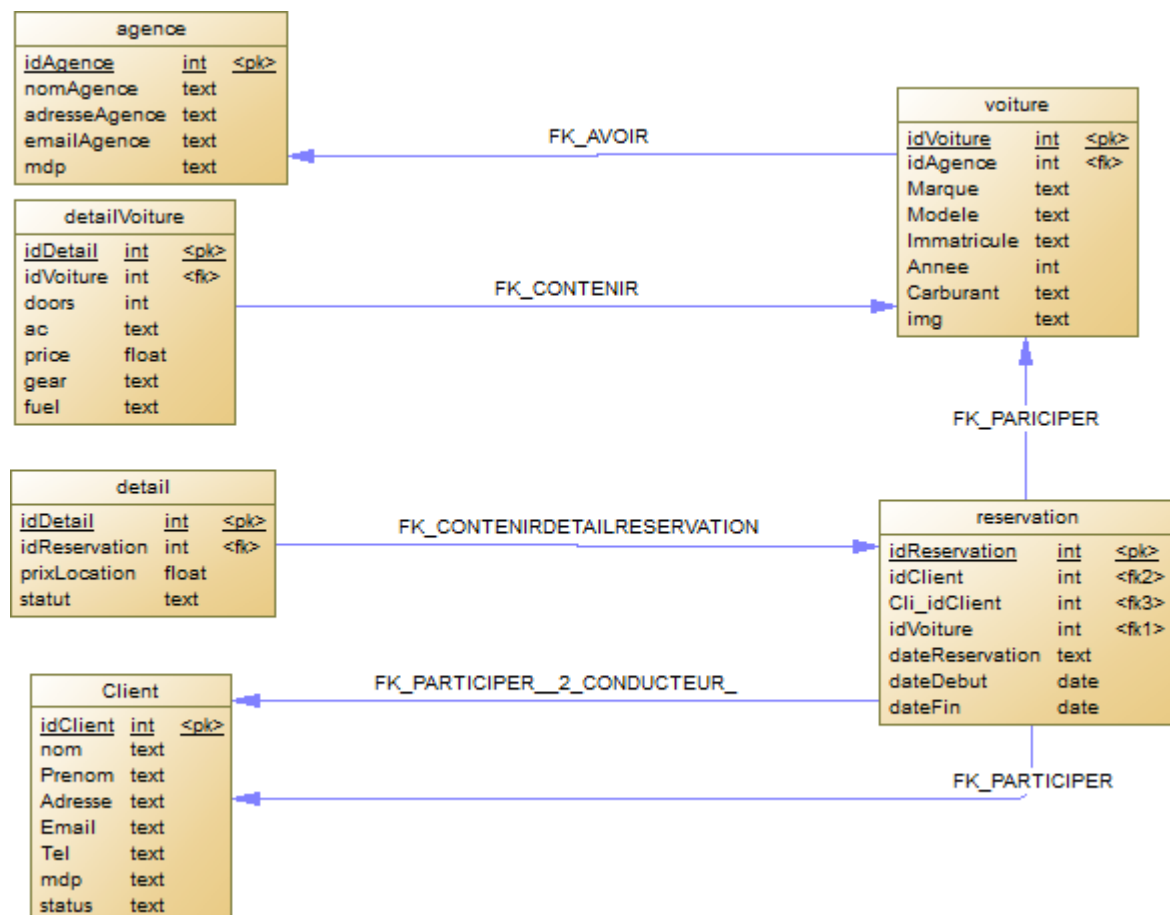 agence
idAgence int <pk>
nomAgence text
adresseAgence text
emailAgence text
mdp text
FK_AVOIR
voiture
idVoiture int <pk>
idAgence int <fk>
Marque text
Modele text
Immatricule text
Annee int
Carburant text
img text
detailVoiture
idDetail int <pk>
idVoiture int <fk>
doors int
ac text
price float
gear text
fuel text
FK_CONTENIR
FK_PARICIPER
detail
idDetail int <pk>
idReservation int <fk>
prixLocation float
statut text
FK_CONTENIRDETAILRESERVATION
reservation
idReservation int <pk>
idClient int <fk2>
Cli_idClient int <fk3>
idVoiture int <fk1>
dateReservation text
dateDebut date
dateFin date
FK_PARTICIPER__2_CONDUCTEUR_
FK_PARTICIPER
Client
idClient int <pk>
nom text
Prenom text
Adresse text
Email text
Tel text
mdp text
status text